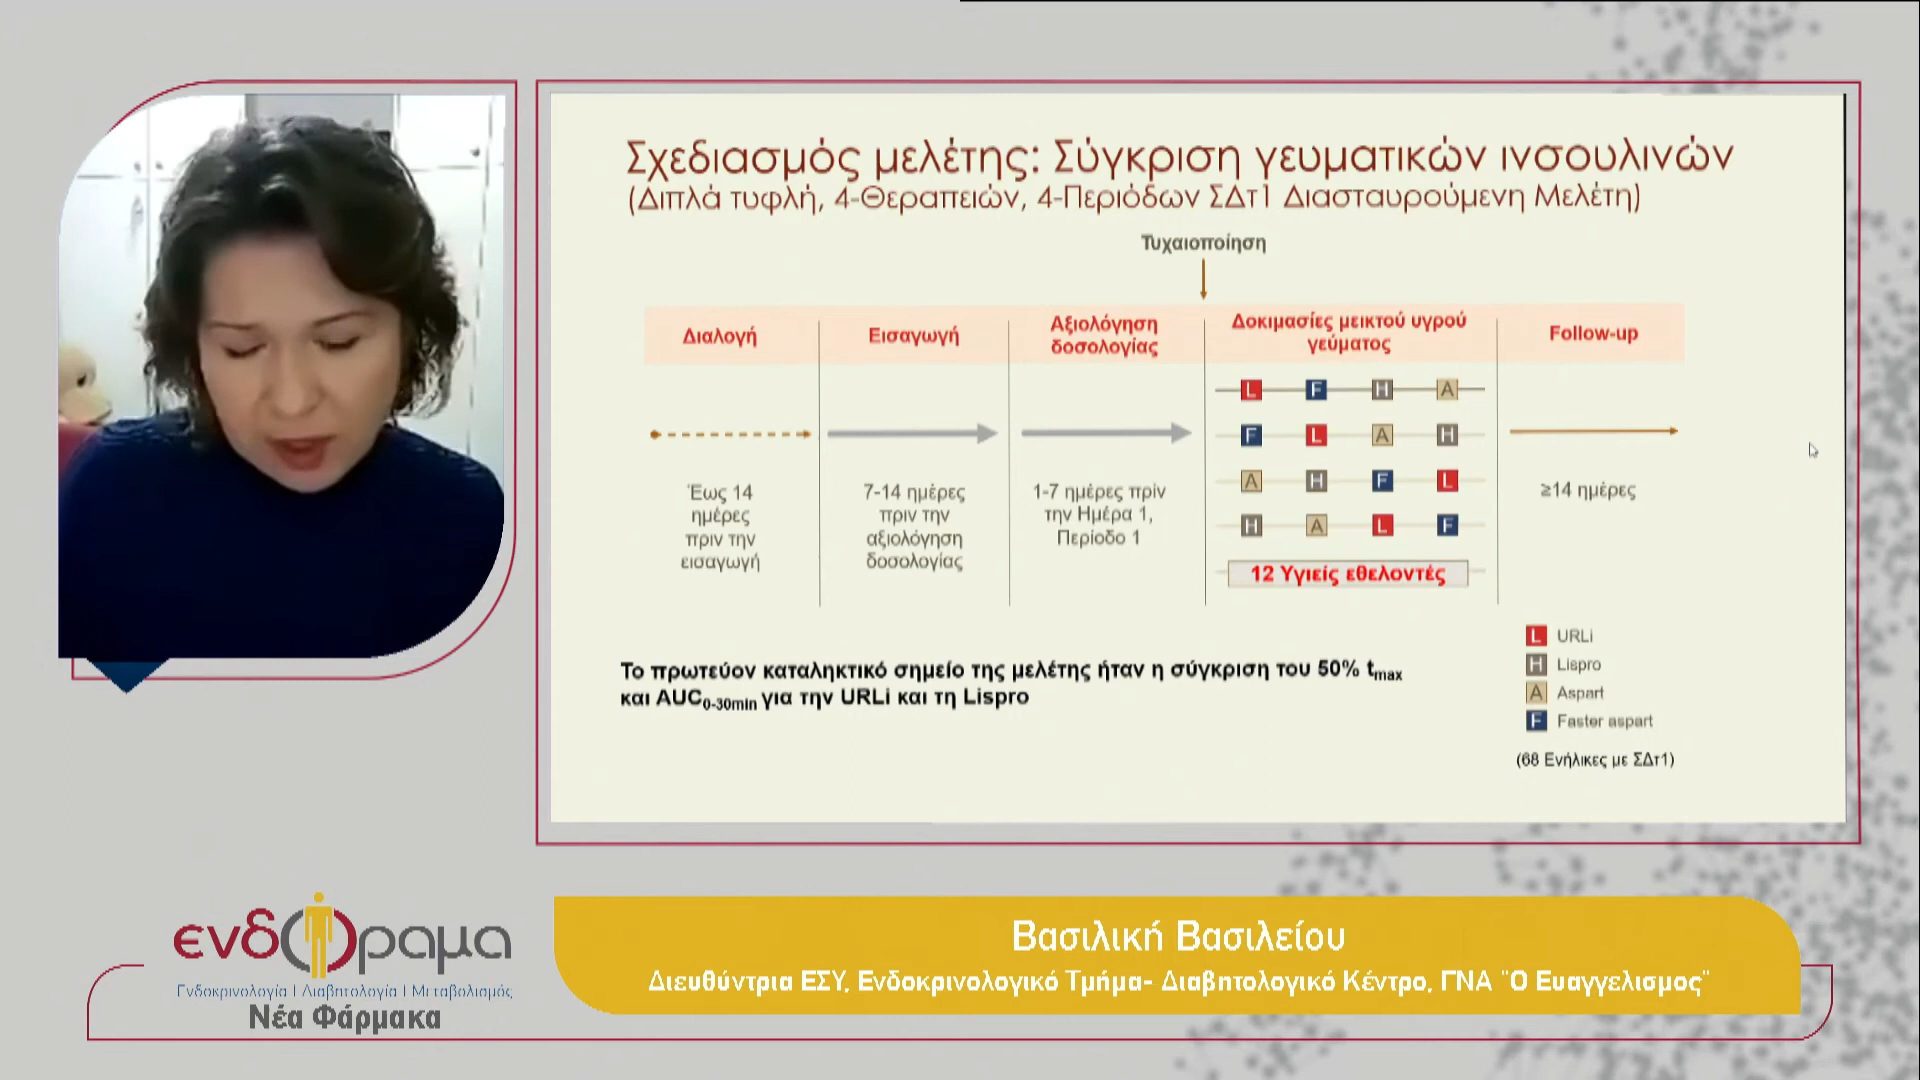 Σχεδιασμός μελέτης: Σύγκριση γευματικών ινσουλινών
(Διπλά τυφλή, 4-Θεραπειών, 4-Περιόδων ΣΔτ1 Διασταυρούμενη Μελέτη)
Τυχαιοποίηση
Διαλογή
Εισαγωγή
Αξιολόγηση
δοσολογίας
Δοκιμασίες μεικτού υγρού
γεύματος
Follow-up
L F H A
F L A H
A H F L
H A L F
Έως 14
ημέρες
πριν την
εισαγωγή
7-14 ημέρες
πριν την
αξιολόγηση
δοσολογίας
1-7 ημέρες πρίν
την Ημέρα 1,
Περίοδο 1
≥14 ημέρες
12 Υγιείς εθελοντές
L URLi
H Lispro
A Aspart
F Faster aspart
(68 Ενήλικες με ΣΔτ1)
Το πρωτεύον καταληκτικό σημείο της μελέτης ήταν η σύγκριση του 50% tmax
και AUC0-30min για την URLi και τη Lispro
ενδόραμα
Ενδοκρινολογία | Διαβητολογία | Μεταβολισμός
Νέα Φάρμακα
Βασιλική Βασιλείου
Διευθύντρια ΕΣΥ, Ενδοκρινολογικό Τμήμα- Διαβητολογικό Κέντρο, ΓΝΑ "Ο Ευαγγελισμος"